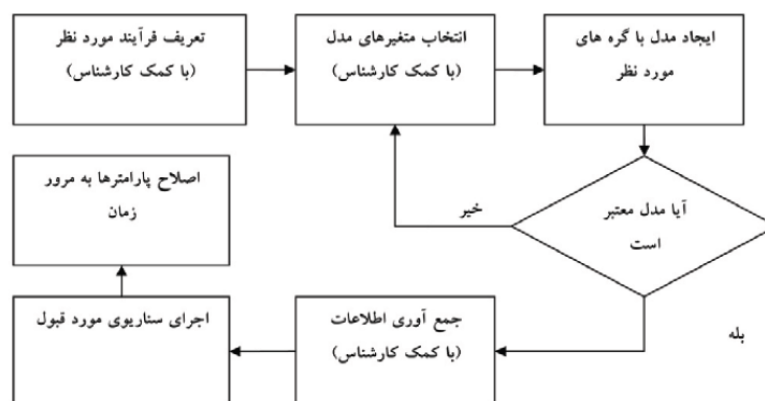 تعریف فرآیند مورد نظر
(با کمک کارشناس)
انتخاب متغیرهای مدل
(با کمک کارشناس)
ایجاد مدل با گره های
مورد نظر
آیا مدل معتبر
است
خیر
بله
جمع آوری اطلاعات
(با کمک کارشناس)
اجرای سناریوی مورد قبول
اصلاح پارامترها به مرور
زمان